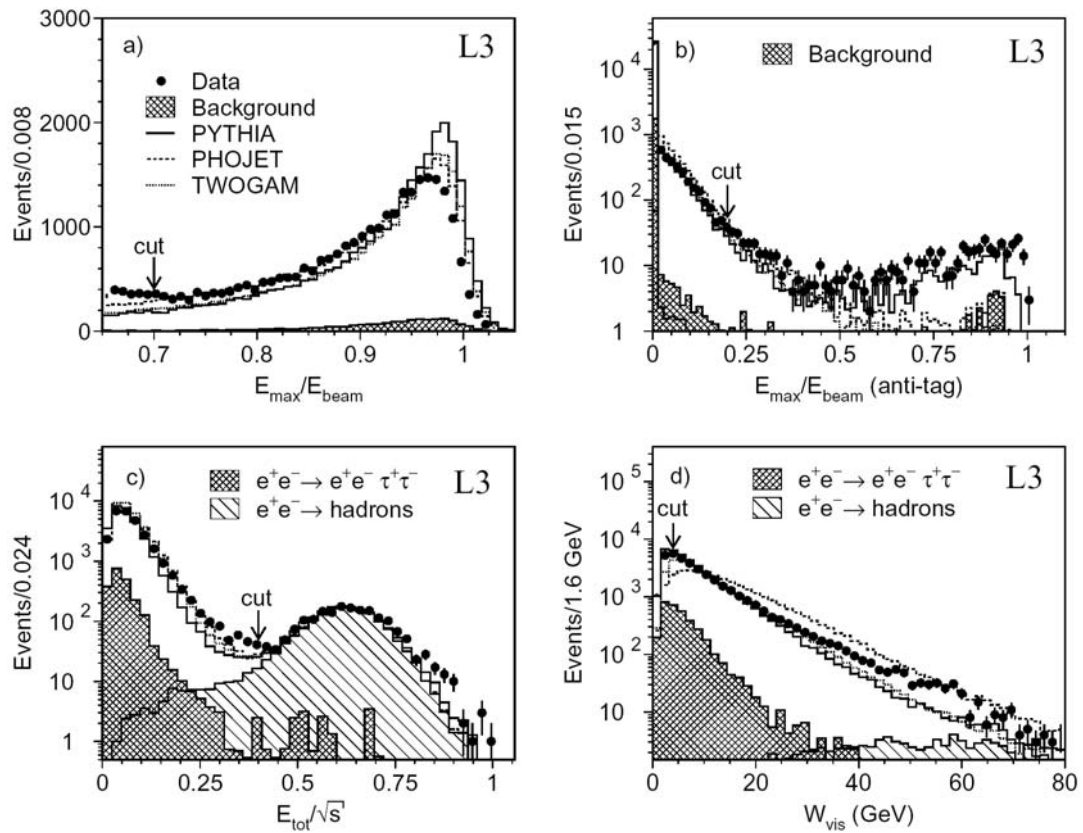 a)
L3
Data
Background
PYTHIA
PHOJET
TWOGAM
cut
3000
2000
1000
0
0.7 0.8 0.9 1
Events/0.008
E_max/E_beam
b)
Background
L3
cut
10^4
10^3
10^2
10
1
0 0.25 0.5 0.75 1
Events/0.015
E_max/E_beam (anti-tag)
c)
e⁺e⁻→ e⁺e⁻ τ⁺τ⁻
e⁺e⁻→ hadrons
L3
cut
10^4
10^3
10^2
10
1
0 0.25 0.5 0.75 1
Events/0.024
E_tot/√s
d)
e⁺e⁻→ e⁺e⁻ τ⁺τ⁻
e⁺e⁻→ hadrons
L3
cut
10^5
10^4
10^3
10^2
10
0 20 40 60 80
Events/1.6 GeV
W_vis (GeV)